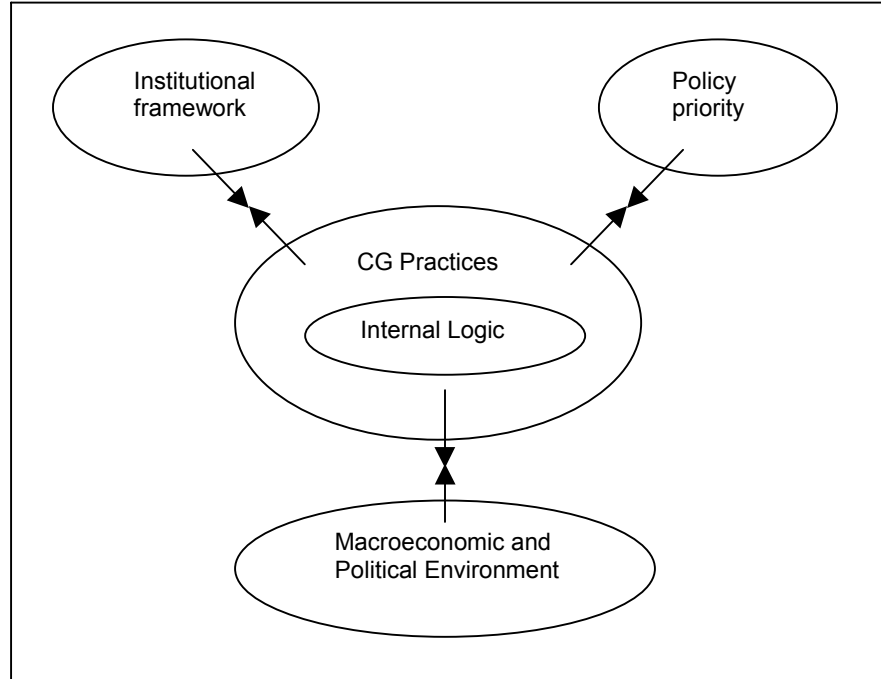 Institutional
framework
Policy
priority
CG Practices
Internal Logic
Macroeconomic and
Political Environment